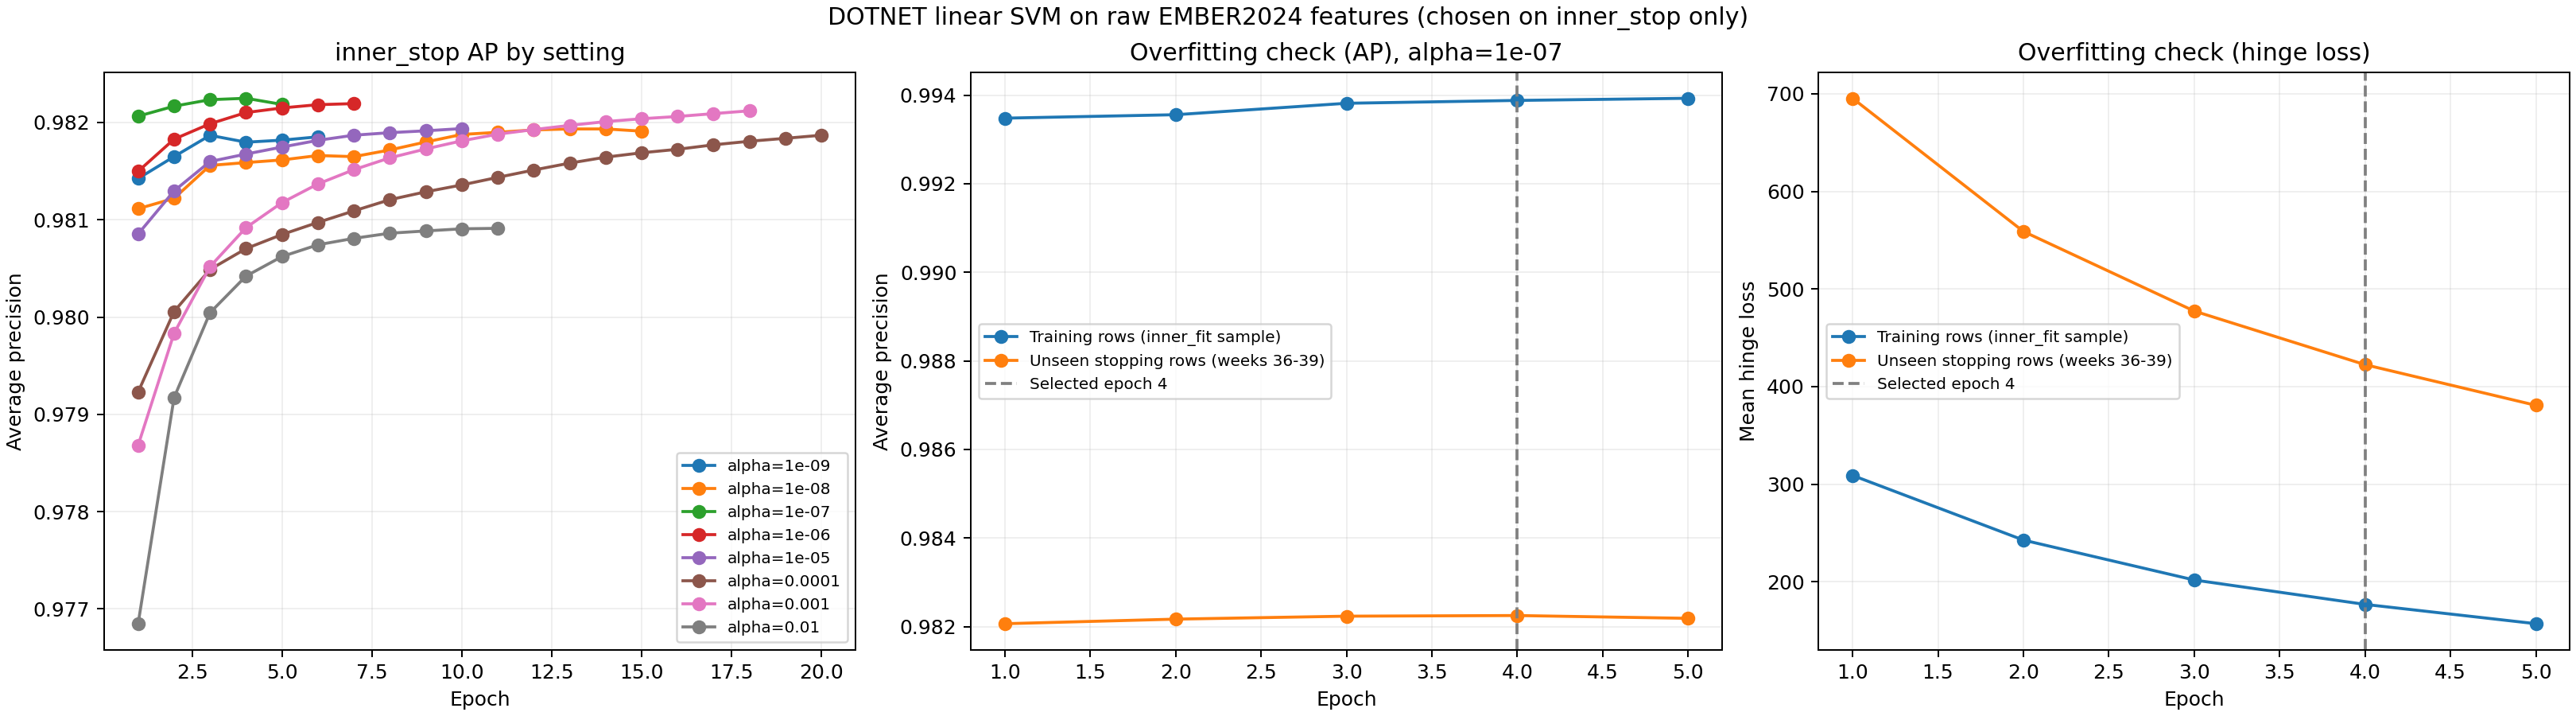 DOTNET linear SVM on raw EMBER2024 features (chosen on inner_stop only)
inner_stop AP by setting
Average precision
0.982
0.981
0.980
0.979
0.978
0.977
2.5
5.0
7.5
10.0
12.5
15.0
17.5
20.0
Epoch
alpha=1e-09
alpha=1e-08
alpha=1e-07
alpha=1e-06
alpha=1e-05
alpha=0.0001
alpha=0.001
alpha=0.01
Overfitting check (AP), alpha=1e-07
Average precision
0.994
0.992
0.990
0.988
0.986
0.984
0.982
1.0
1.5
2.0
2.5
3.0
3.5
4.0
4.5
5.0
Epoch
Training rows (inner_fit sample)
Unseen stopping rows (weeks 36-39)
Selected epoch 4
Overfitting check (hinge loss)
Mean hinge loss
700
600
500
400
300
200
1.0
1.5
2.0
2.5
3.0
3.5
4.0
4.5
5.0
Epoch
Training rows (inner_fit sample)
Unseen stopping rows (weeks 36-39)
Selected epoch 4